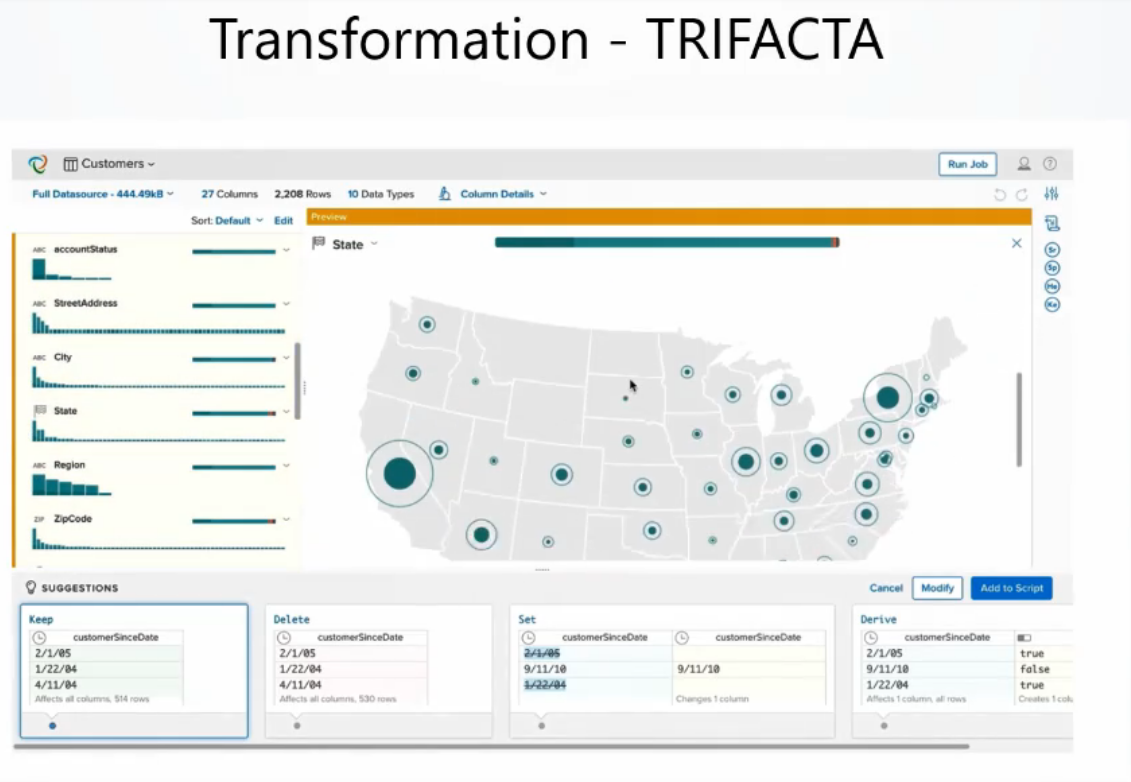 Transformation - TRIFACTA
Customers
Run Job
Full Datasource - 444.49kB
27 Columns 2,208 Rows 10 Data Types
Column Details
Sort: Default Edit
Preview
ABC accountStatus
State
ABC StreetAddress
ABC City
State
ABC Region
ZIP ZipCode
Sr
Sp
Ma
Ka
SUGGESTIONS
Cancel Modify Add to Script
Keep
customerSinceDate
2/1/05
1/22/04
4/11/04
Affects all columns, 514 rows
Delete
customerSinceDate
2/1/05
1/22/04
4/11/04
Affects all columns, 530 rows
Set
customerSinceDate customerSinceDate
2/1/05
9/11/10 9/11/10
1/22/04
Changes 1 column
Derive
customerSinceDate
2/1/05 true
9/11/10 false
1/22/04 true
Affects 1 column, all rows Creates 1 colu